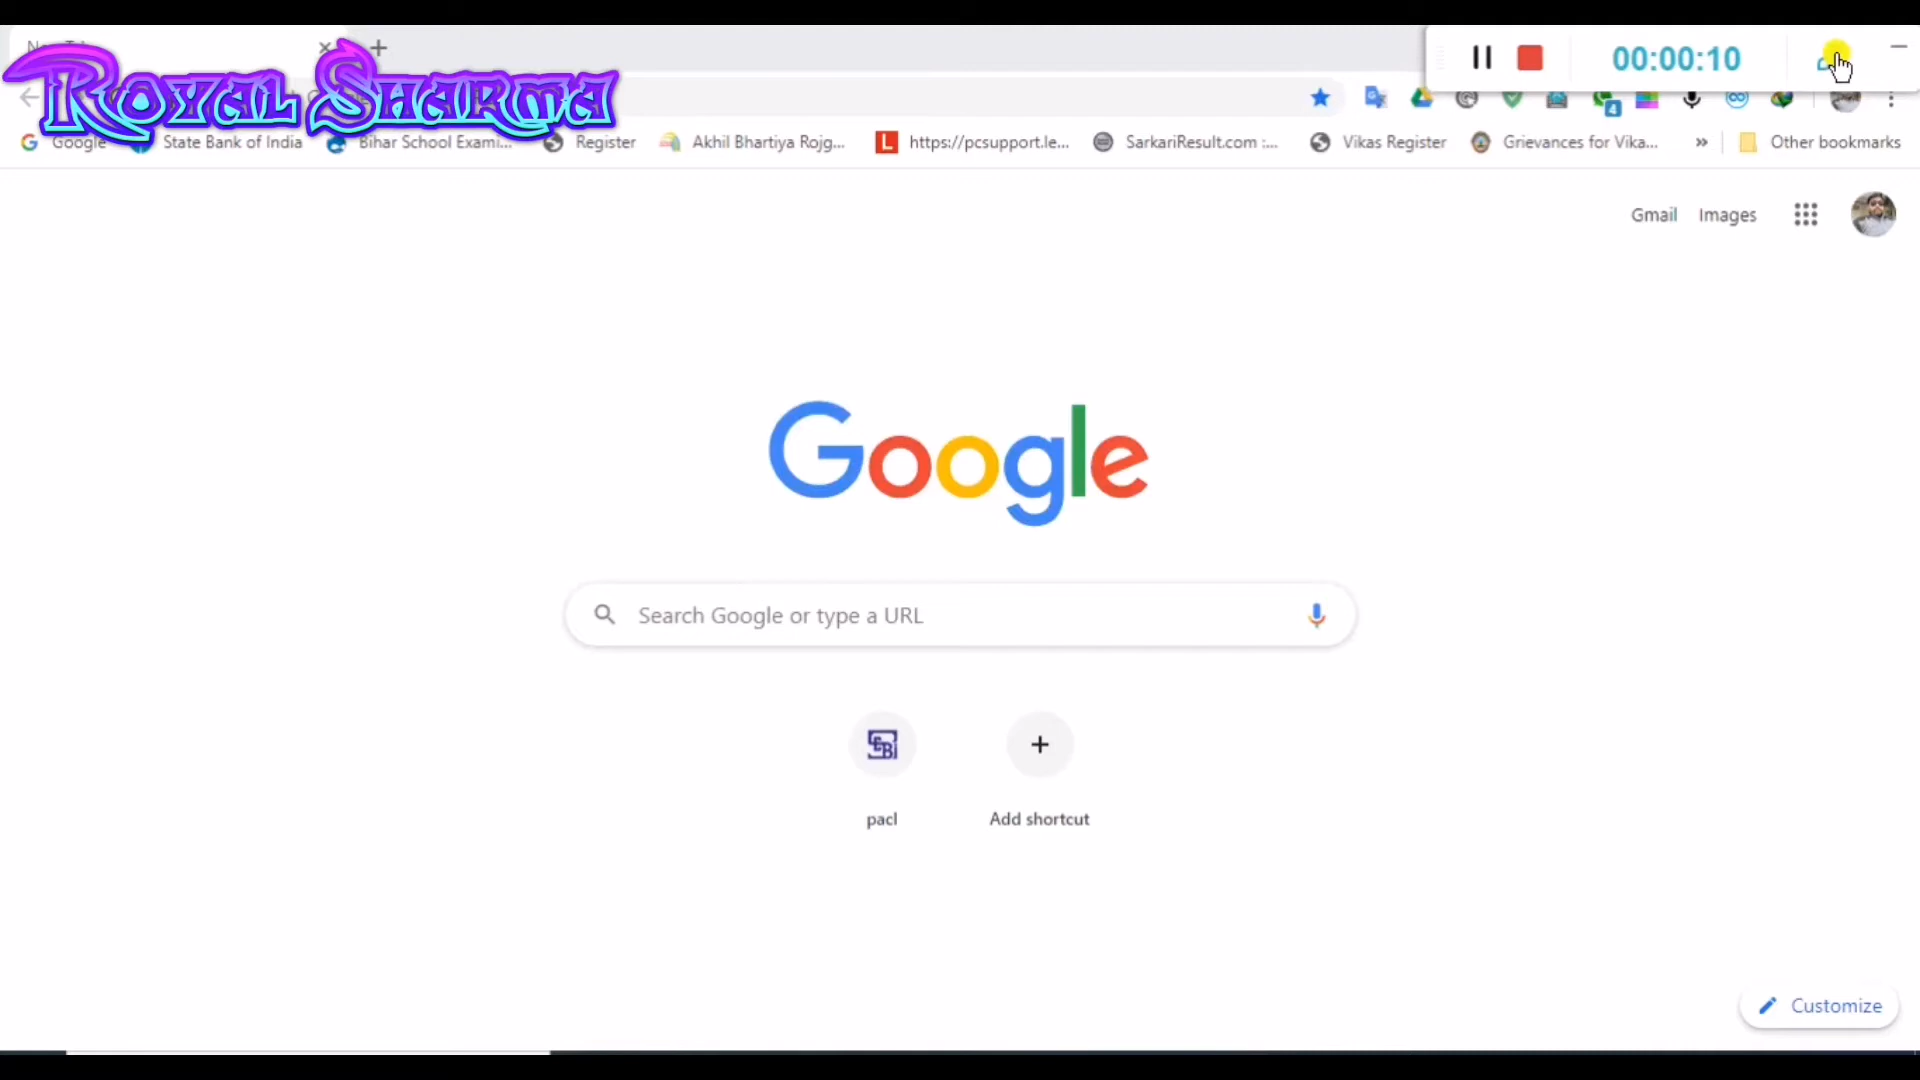 Royal Sharma
00:00:10
4
Google
State Bank of India
Bihar School Exami...
Register
Akhil Bhartiya Rojg...
L
https://pcsupport.le...
SarkariResult.com :...
Vikas Register
Grievances for Vika...
»
Other bookmarks
Gmail
Images
Google
Search Google or type a URL
SEBI
pacl
Add shortcut
Customize